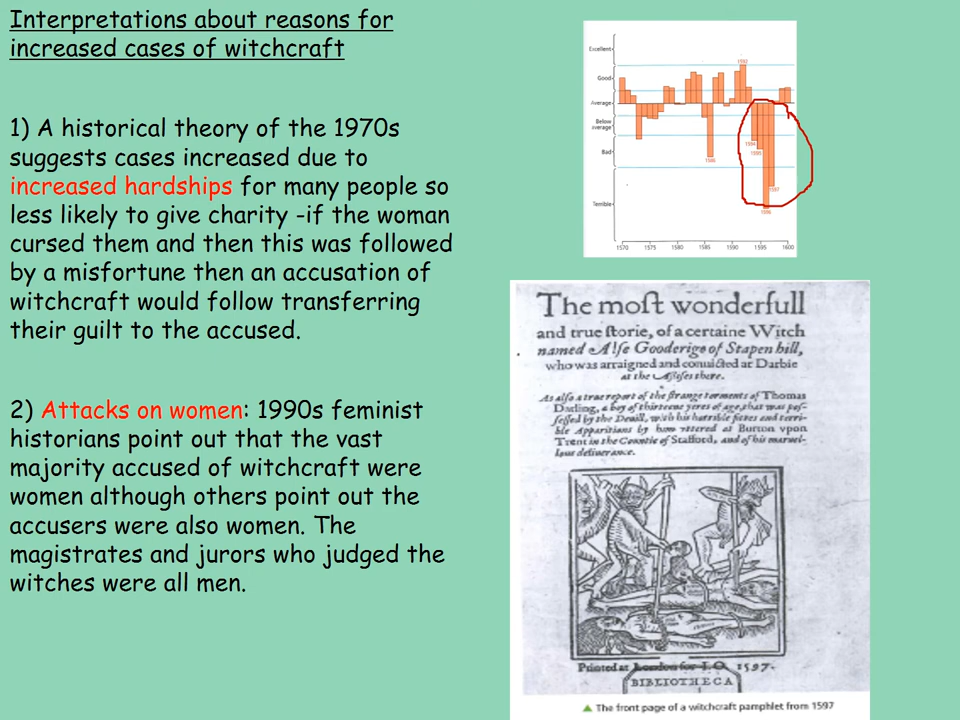 Interpretations about reasons for
increased cases of witchcraft
1) A historical theory of the 1970s
suggests cases increased due to
increased hardships for many people so
less likely to give charity -if the woman
cursed them and then this was followed
by a misfortune then an accusation of
witchcraft would follow transferring
their guilt to the accused.
2) Attacks on women: 1990s feminist
historians point out that the vast
majority accused of witchcraft were
women although others point out the
accusers were also women. The
magistrates and jurors who judged the
witches were all men.
Excellent
Good
Average
Below
average
Bad
Terrible
1592
1586
1594
1595
1597
1596
1570 1575 1580 1585 1590 1595 1600
The most wonderfull
and true storie, of a certaine Witch
named Alse Gooderige of Stapen hill,
who was arraigned and convicted at Darbie
at the Assises there.
As also a true report of the strange torments of Thomas
Darling, a boy of thirteene yeres of age, that was pos-
sessed by the Deuill, with his horrible fittes and terri-
ble Apparitions by him vttered at Burton vpon
Trent in the Countie of Stafford, and of his maruel-
lous deliuerance.
Printed at London for I.O. 1597.
BIBLIOTHECA
▲ The front page of a witchcraft pamphlet from 1597